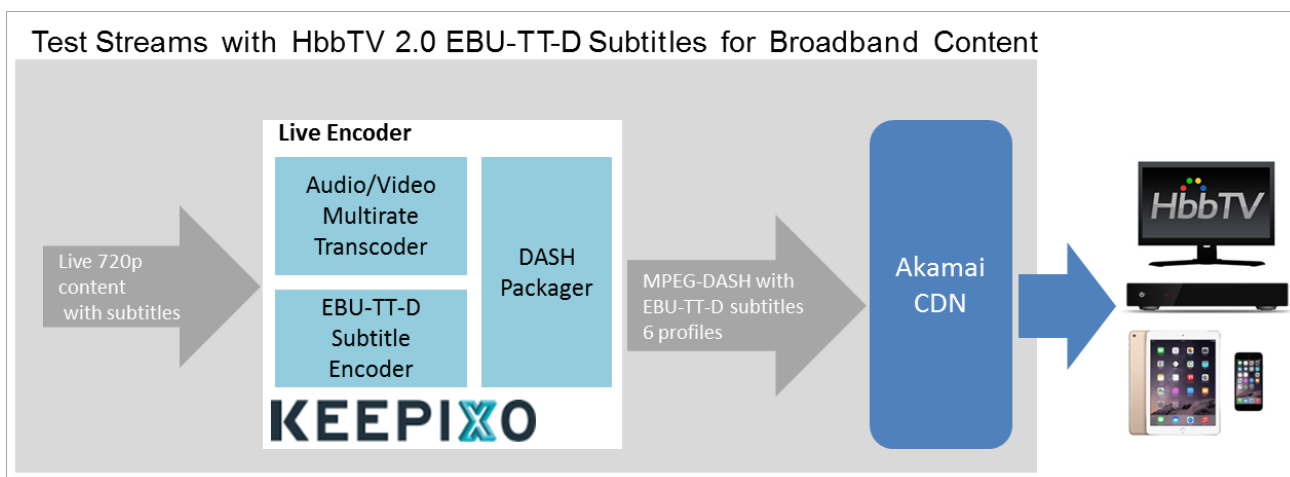 Test Streams with HbbTV 2.0 EBU-TT-D Subtitles for Broadband Content
Live 720p
content
with subtitles
Live Encoder
Audio/Video
Multirate
Transcoder
EBU-TT-D
Subtitle
Encoder
DASH
Packager
KEEPIXO
MPEG-DASH with
EBU-TT-D subtitles
6 profiles
Akamai
CDN
HbbTV